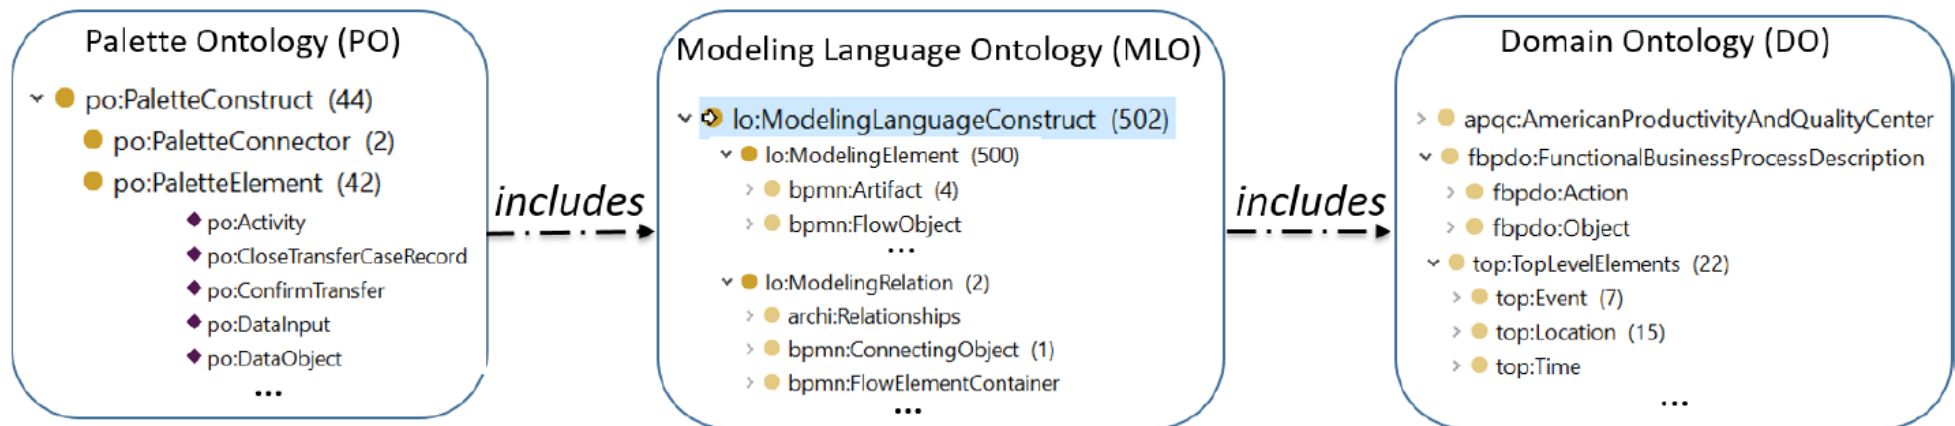 Palette Ontology (PO)
po:PaletteConstruct (44)
po:PaletteConnector (2)
po:PaletteElement (42)
po:Activity
po:CloseTransferCaseRecord
po:ConfirmTransfer
po:DataInput
po:DataObject
...
includes
Modeling Language Ontology (MLO)
lo:ModelingLanguageConstruct (502)
lo:ModelingElement (500)
bpmn:Artifact (4)
bpmn:FlowObject
...
lo:ModelingRelation (2)
archi:Relationships
bpmn:ConnectingObject (1)
bpmn:FlowElementContainer
...
includes
Domain Ontology (DO)
apqc:AmericanProductivityAndQualityCenter
fbpdo:FunctionalBusinessProcessDescription
fbpdo:Action
fbpdo:Object
top:TopLevelElements (22)
top:Event (7)
top:Location (15)
top:Time
...